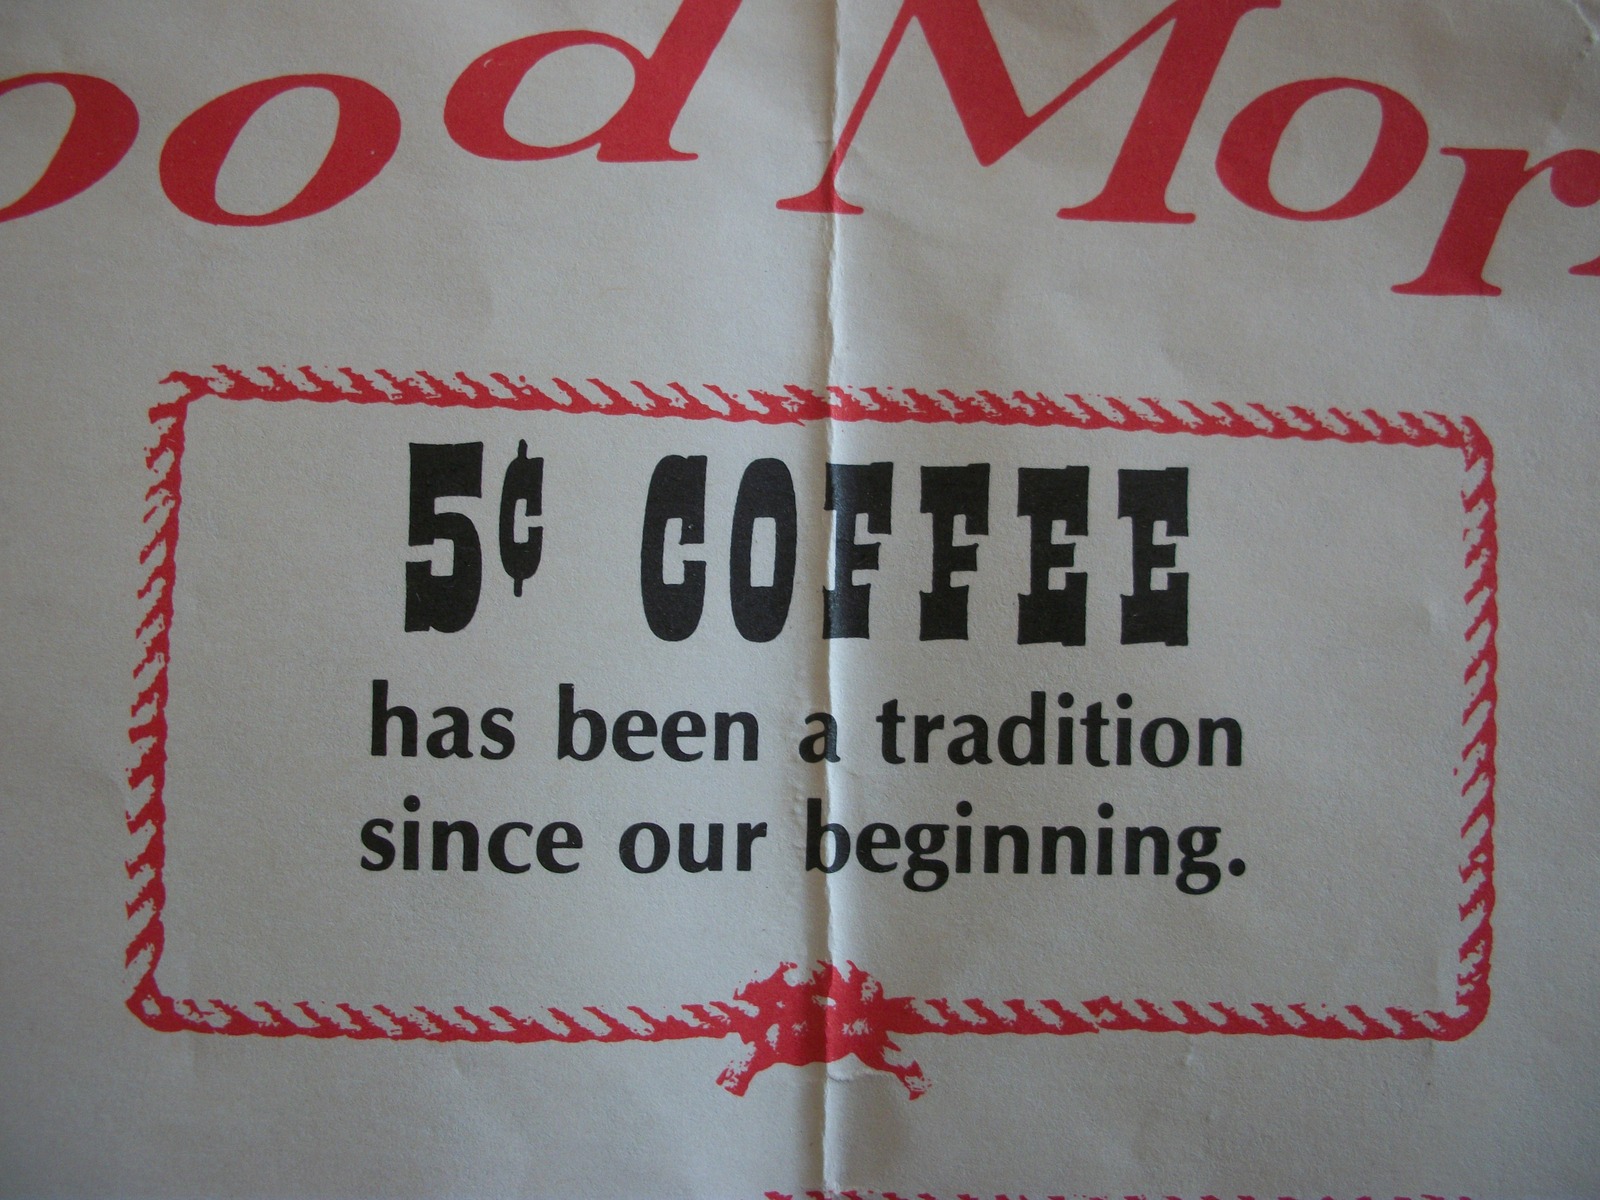 ood Mor
5¢ COFFEE
has been a tradition
since our beginning.